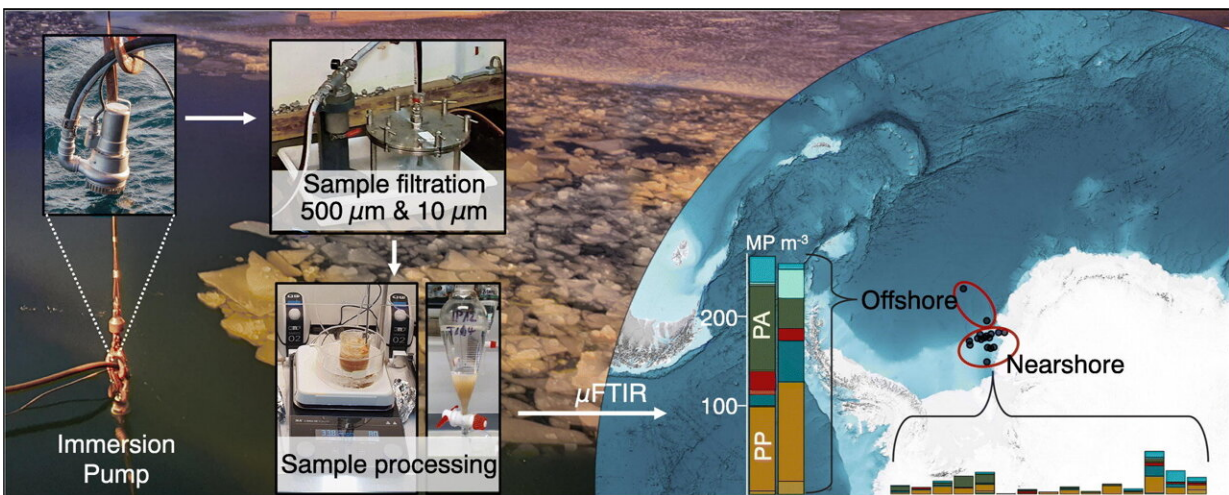 Sample filtration
500 µm & 10 µm
Immersion
Pump
Sample processing
µFTIR
MP m⁻³
200
100
PA
PP
Offshore
Nearshore